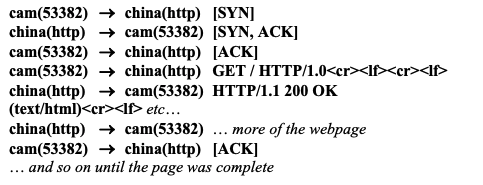 cam(53382) → china(http) [SYN]
china(http) → cam(53382) [SYN, ACK]
cam(53382) → china(http) [ACK]
cam(53382) → china(http) GET / HTTP/1.0<cr><lf><cr><lf>
china(http) → cam(53382) HTTP/1.1 200 OK
(text/html)<cr><lf> etc…
china(http) → cam(53382) … more of the webpage
cam(53382) → china(http) [ACK]
… and so on until the page was complete